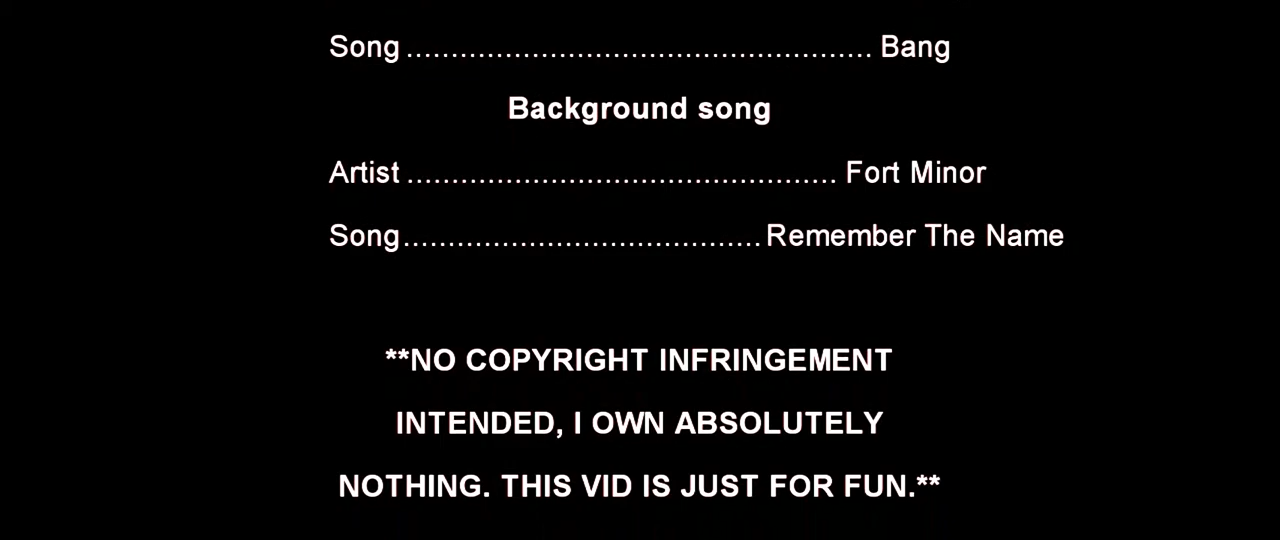 Song .................................................... Bang
Background song
Artist ................................................ Fort Minor
Song........................................ Remember The Name
**NO COPYRIGHT INFRINGEMENT
INTENDED, I OWN ABSOLUTELY
NOTHING. THIS VID IS JUST FOR FUN.**